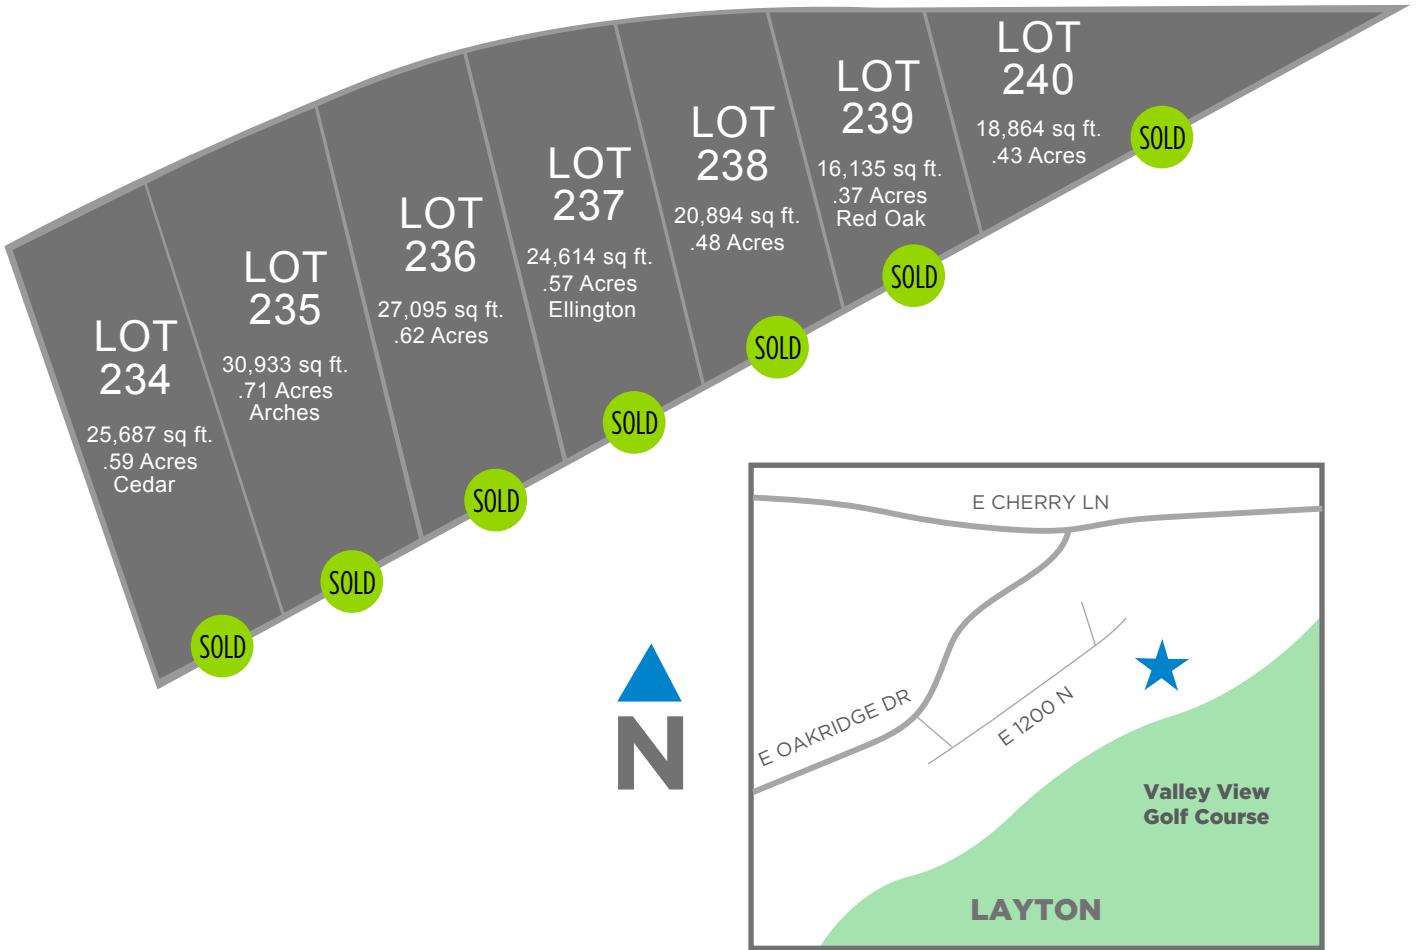 LOT
234
25,687 sq ft.
.59 Acres
Cedar
SOLD
LOT
235
30,933 sq ft.
.71 Acres
Arches
SOLD
LOT
236
27,095 sq ft.
.62 Acres
SOLD
LOT
237
24,614 sq ft.
.57 Acres
Ellington
SOLD
LOT
238
20,894 sq ft.
.48 Acres
SOLD
LOT
239
16,135 sq ft.
.37 Acres
Red Oak
SOLD
LOT
240
18,864 sq ft.
.43 Acres
SOLD
N
E CHERRY LN
E OAKRIDGE DR
E 1200 N
Valley View
Golf Course
LAYTON